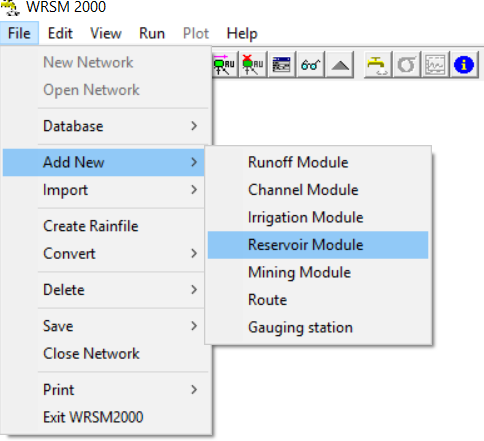 WRSM 2000
File Edit View Run Plot Help
New Network
Open Network
Database
Add New
Import
Create Rainfile
Convert
Delete
Save
Close Network
Print
Exit WRSM2000
Runoff Module
Channel Module
Irrigation Module
Reservoir Module
Mining Module
Route
Gauging station
RU RU